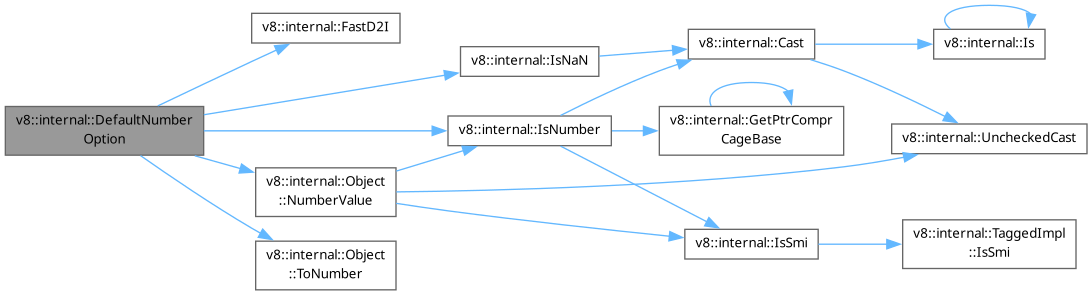 v8::internal::DefaultNumber
Option
v8::internal::FastD2I
v8::internal::IsNaN
v8::internal::IsNumber
v8::internal::Object
::NumberValue
v8::internal::Object
::ToNumber
v8::internal::Cast
v8::internal::GetPtrCompr
CageBase
v8::internal::IsSmi
v8::internal::Is
v8::internal::UncheckedCast
v8::internal::TaggedImpl
::IsSmi